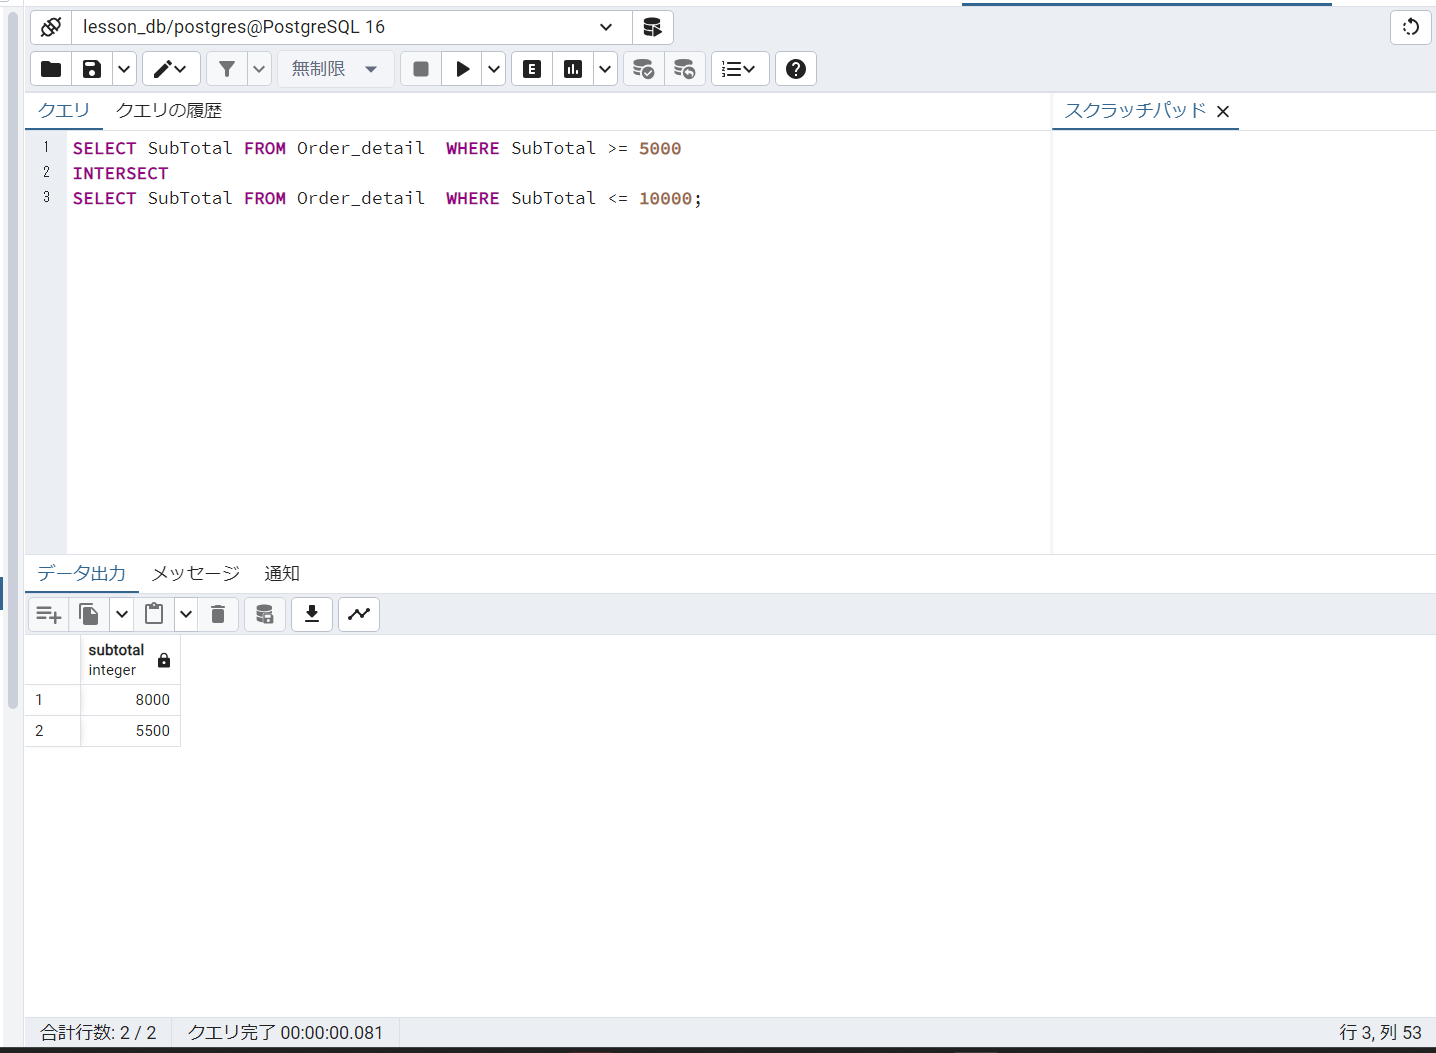 lesson_db/postgres@PostgreSQL 16
無制限
E
クエリ クエリの履歴
スクラッチパッド
1 SELECT SubTotal FROM Order_detail  WHERE SubTotal >= 5000
2 INTERSECT
3 SELECT SubTotal FROM Order_detail  WHERE SubTotal <= 10000;
データ出力 メッセージ 通知
subtotal
integer
1 8000
2 5500
合計行数: 2 / 2 クエリ完了 00:00:00.081 行 3, 列 53